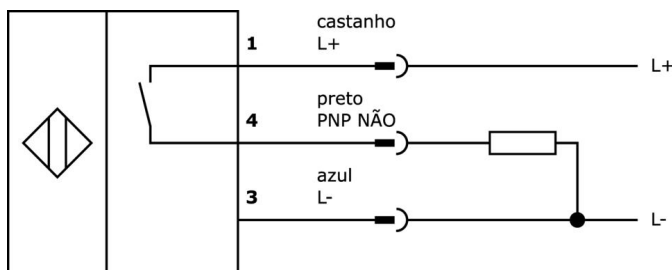 castanho
1 L+
L+
preto
4 PNP NÃO
azul
3 L-
L-